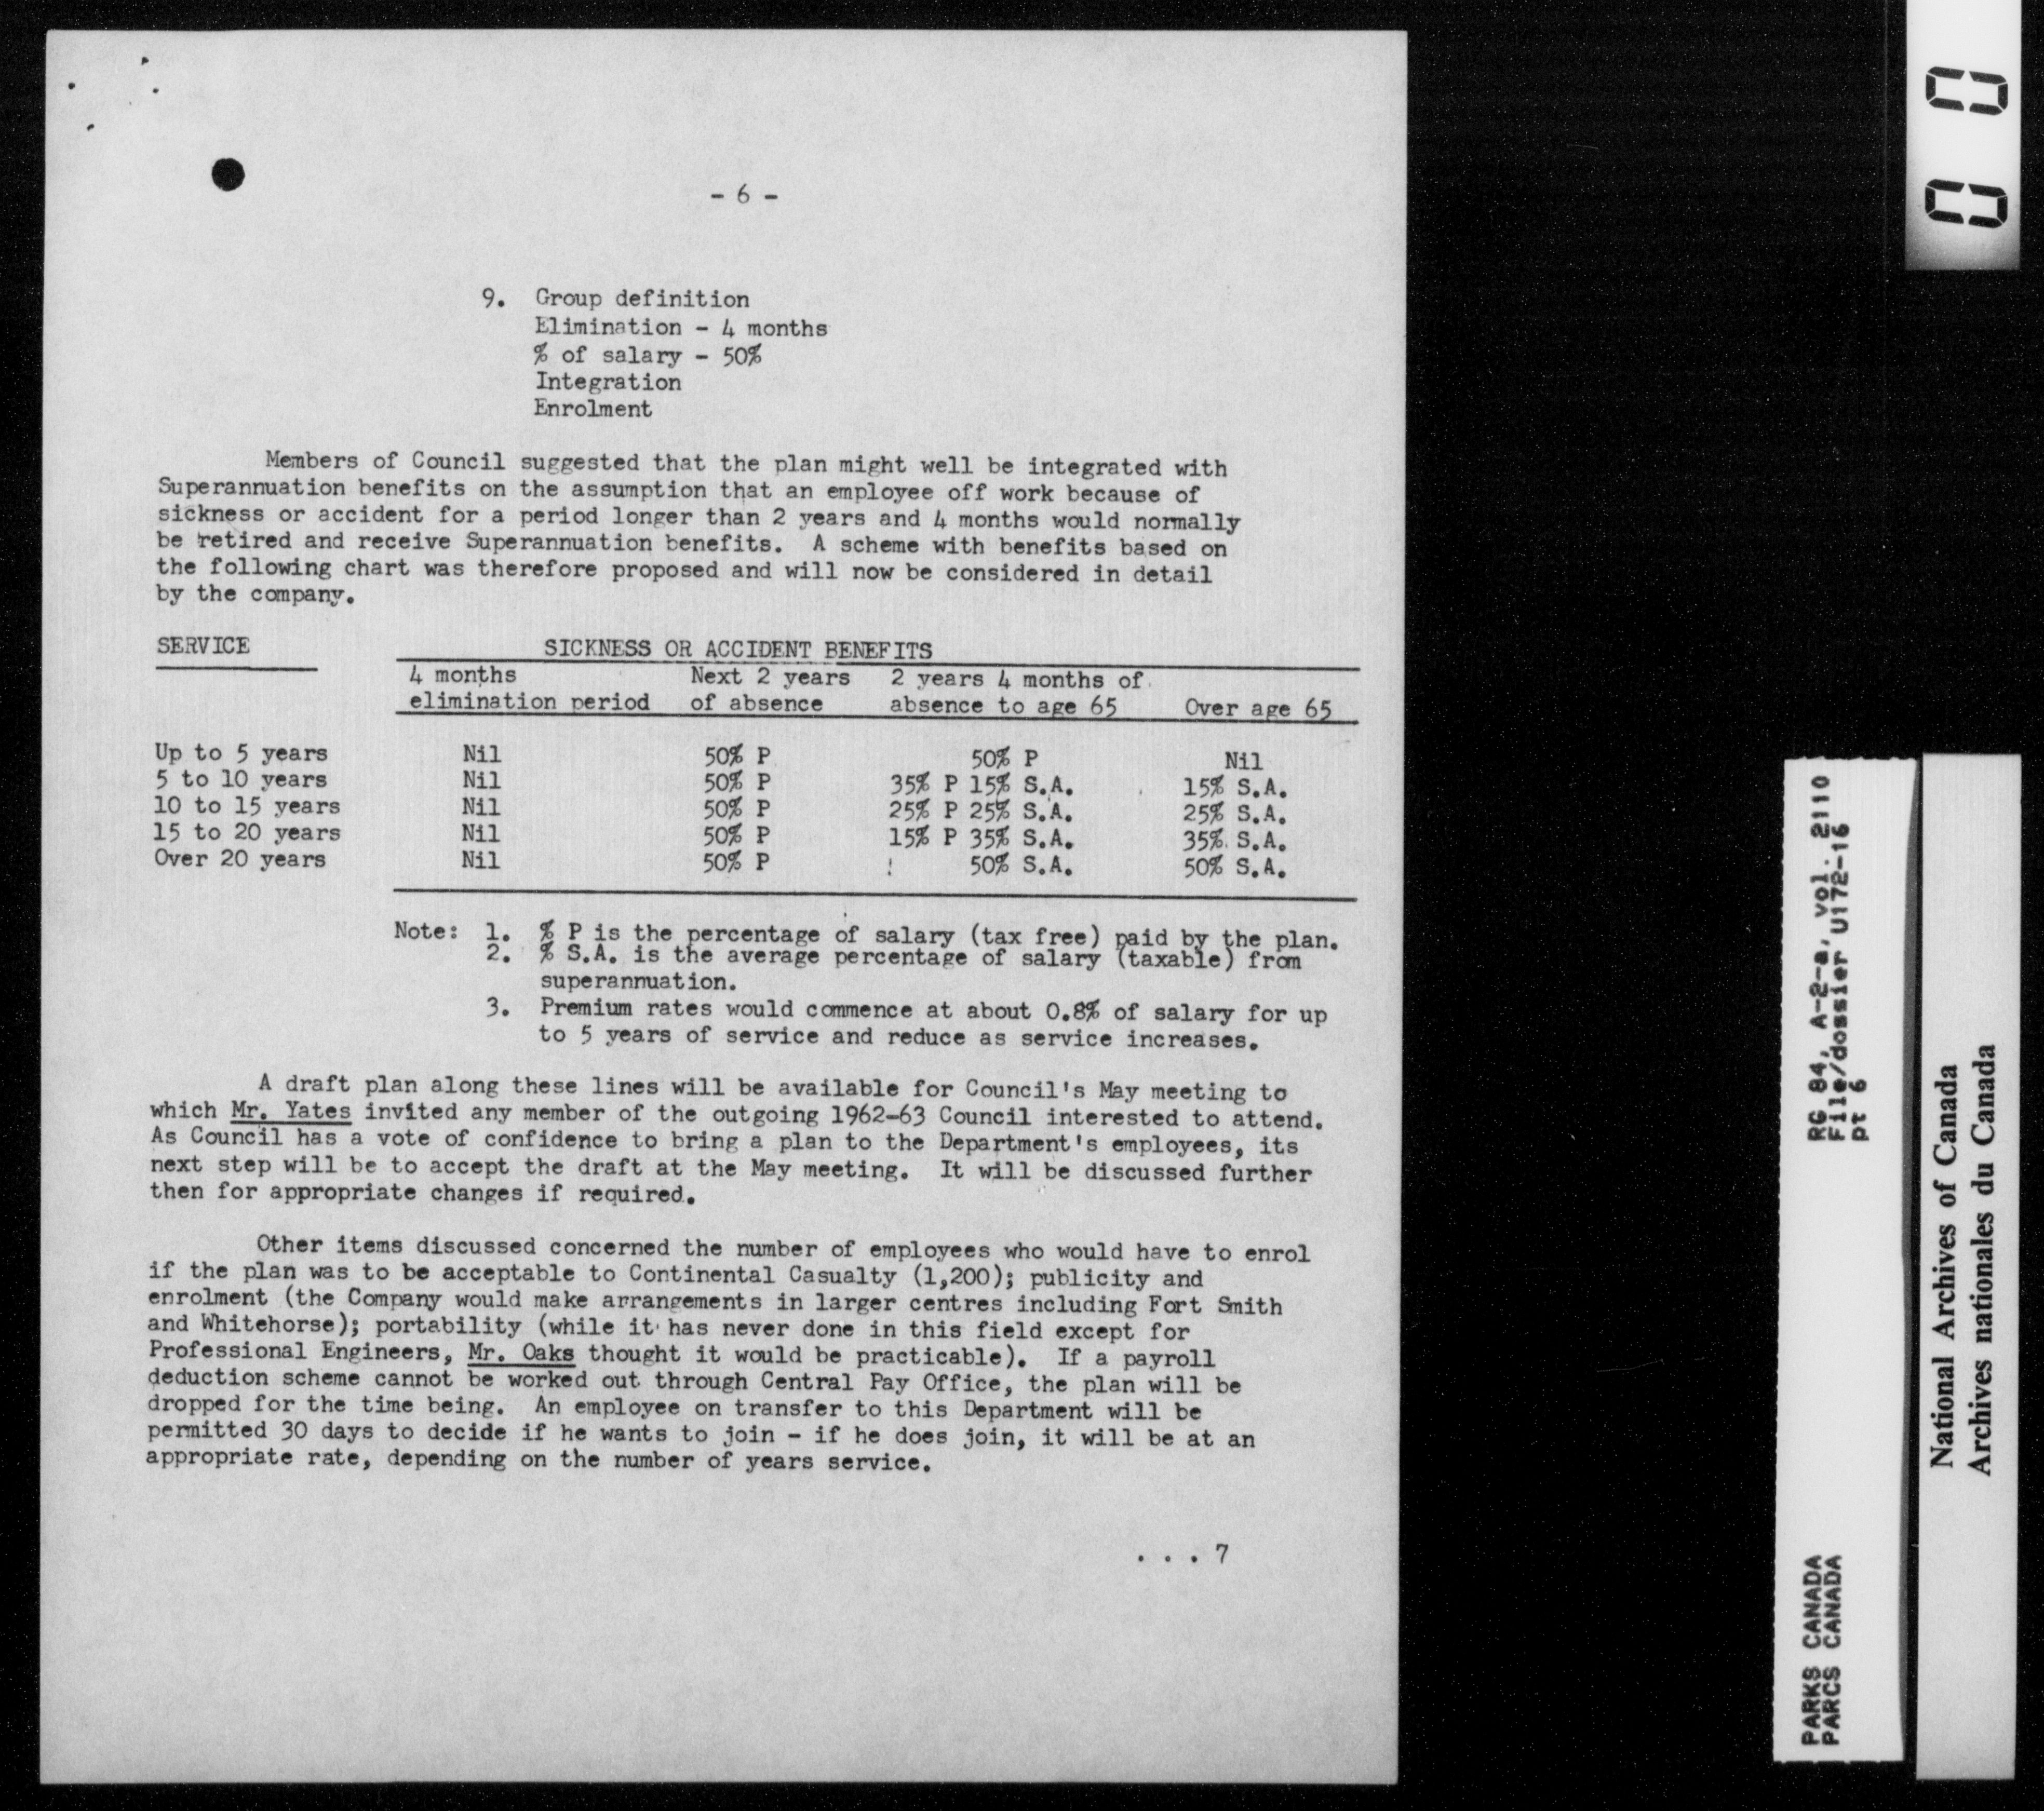 - 6 -
9. Group definition
Elimination - 4 months
% of salary - 50%
Integration
Enrolment
Members of Council suggested that the plan might well be integrated with
Superannuation benefits on the assumption that an employee off work because of
sickness or accident for a period longer than 2 years and 4 months would normally
be retired and receive Superannuation benefits. A scheme with benefits based on
the following chart was therefore proposed and will now be considered in detail
by the company.
SERVICE SICKNESS OR ACCIDENT BENEFITS
4 months Next 2 years 2 years 4 months of
elimination period of absence absence to age 65 Over age 65
Up to 5 years Nil 50% P 50% P Nil
5 to 10 years Nil 50% P 35% P 15% S.A. 15% S.A.
10 to 15 years Nil 50% P 25% P 25% S.A. 25% S.A.
15 to 20 years Nil 50% P 15% P 35% S.A. 35% S.A.
Over 20 years Nil 50% P 50% S.A. 50% S.A.
Note: 1. % P is the percentage of salary (tax free) paid by the plan.
2. % S.A. is the average percentage of salary (taxable) from
superannuation.
3. Premium rates would commence at about 0.8% of salary for up
to 5 years of service and reduce as service increases.
A draft plan along these lines will be available for Council's May meeting to
which Mr. Yates invited any member of the outgoing 1962-63 Council interested to attend.
As Council has a vote of confidence to bring a plan to the Department's employees, its
next step will be to accept the draft at the May meeting. It will be discussed further
then for appropriate changes if required.
Other items discussed concerned the number of employees who would have to enrol
if the plan was to be acceptable to Continental Casualty (1,200); publicity and
enrolment (the Company would make arrangements in larger centres including Fort Smith
and Whitehorse); portability (while it has never done in this field except for
Professional Engineers, Mr. Oaks thought it would be practicable). If a payroll
deduction scheme cannot be worked out through Central Pay Office, the plan will be
dropped for the time being. An employee on transfer to this Department will be
permitted 30 days to decide if he wants to join - if he does join, it will be at an
appropriate rate, depending on the number of years service.
. . . 7
00
RG 84, A-2-a, vol. 2110
File/dossier U172-16
pt 6
PARKS CANADA
PARCS CANADA
National Archives of Canada
Archives nationales du Canada